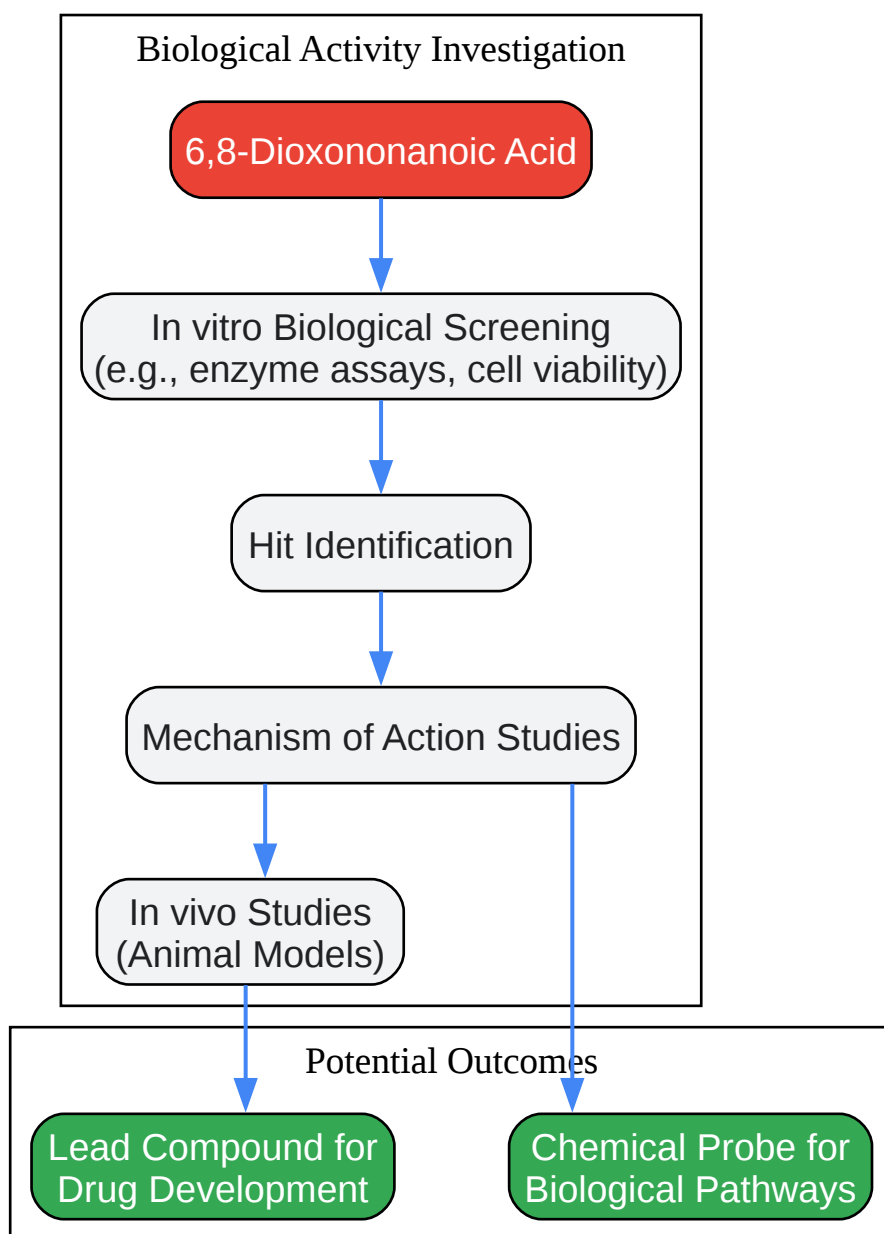 Biological Activity Investigation
6,8-Dioxononanoic Acid
In vitro Biological Screening
(e.g., enzyme assays, cell viability)
Hit Identification
Mechanism of Action Studies
In vivo Studies
(Animal Models)
Potential Outcomes
Lead Compound for
Drug Development
Chemical Probe for
Biological Pathways